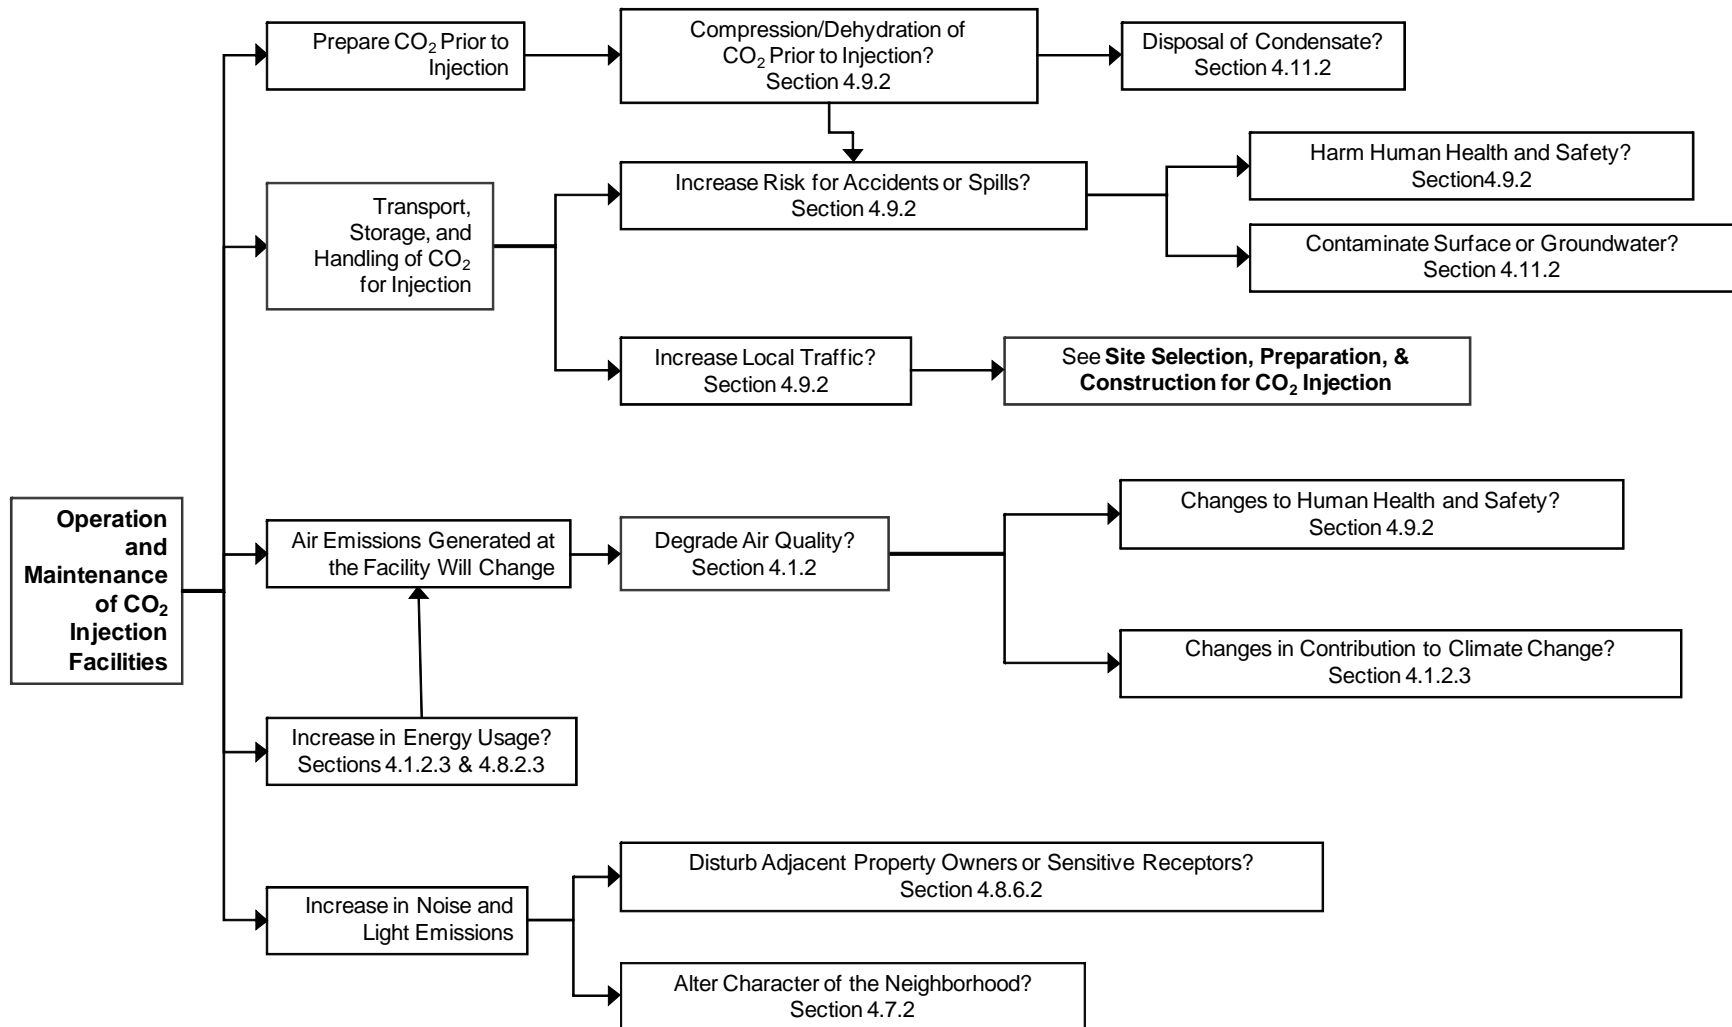 Prepare CO₂ Prior to
Injection
Compression/Dehydration of
CO₂ Prior to Injection?
Section 4.9.2
Disposal of Condensate?
Section 4.11.2
Transport,
Storage, and
Handling of CO₂
for Injection
Increase Risk for Accidents or Spills?
Section 4.9.2
Harm Human Health and Safety?
Section4.9.2
Contaminate Surface or Groundwater?
Section 4.11.2
Increase Local Traffic?
Section 4.9.2
See Site Selection, Preparation, &
Construction for CO₂ Injection
Operation
and
Maintenance
of CO₂
Injection
Facilities
Air Emissions Generated at
the Facility Will Change
Degrade Air Quality?
Section 4.1.2
Changes to Human Health and Safety?
Section 4.9.2
Changes in Contribution to Climate Change?
Section 4.1.2.3
Increase in Energy Usage?
Sections 4.1.2.3 & 4.8.2.3
Increase in Noise and
Light Emissions
Disturb Adjacent Property Owners or Sensitive Receptors?
Section 4.8.6.2
Alter Character of the Neighborhood?
Section 4.7.2